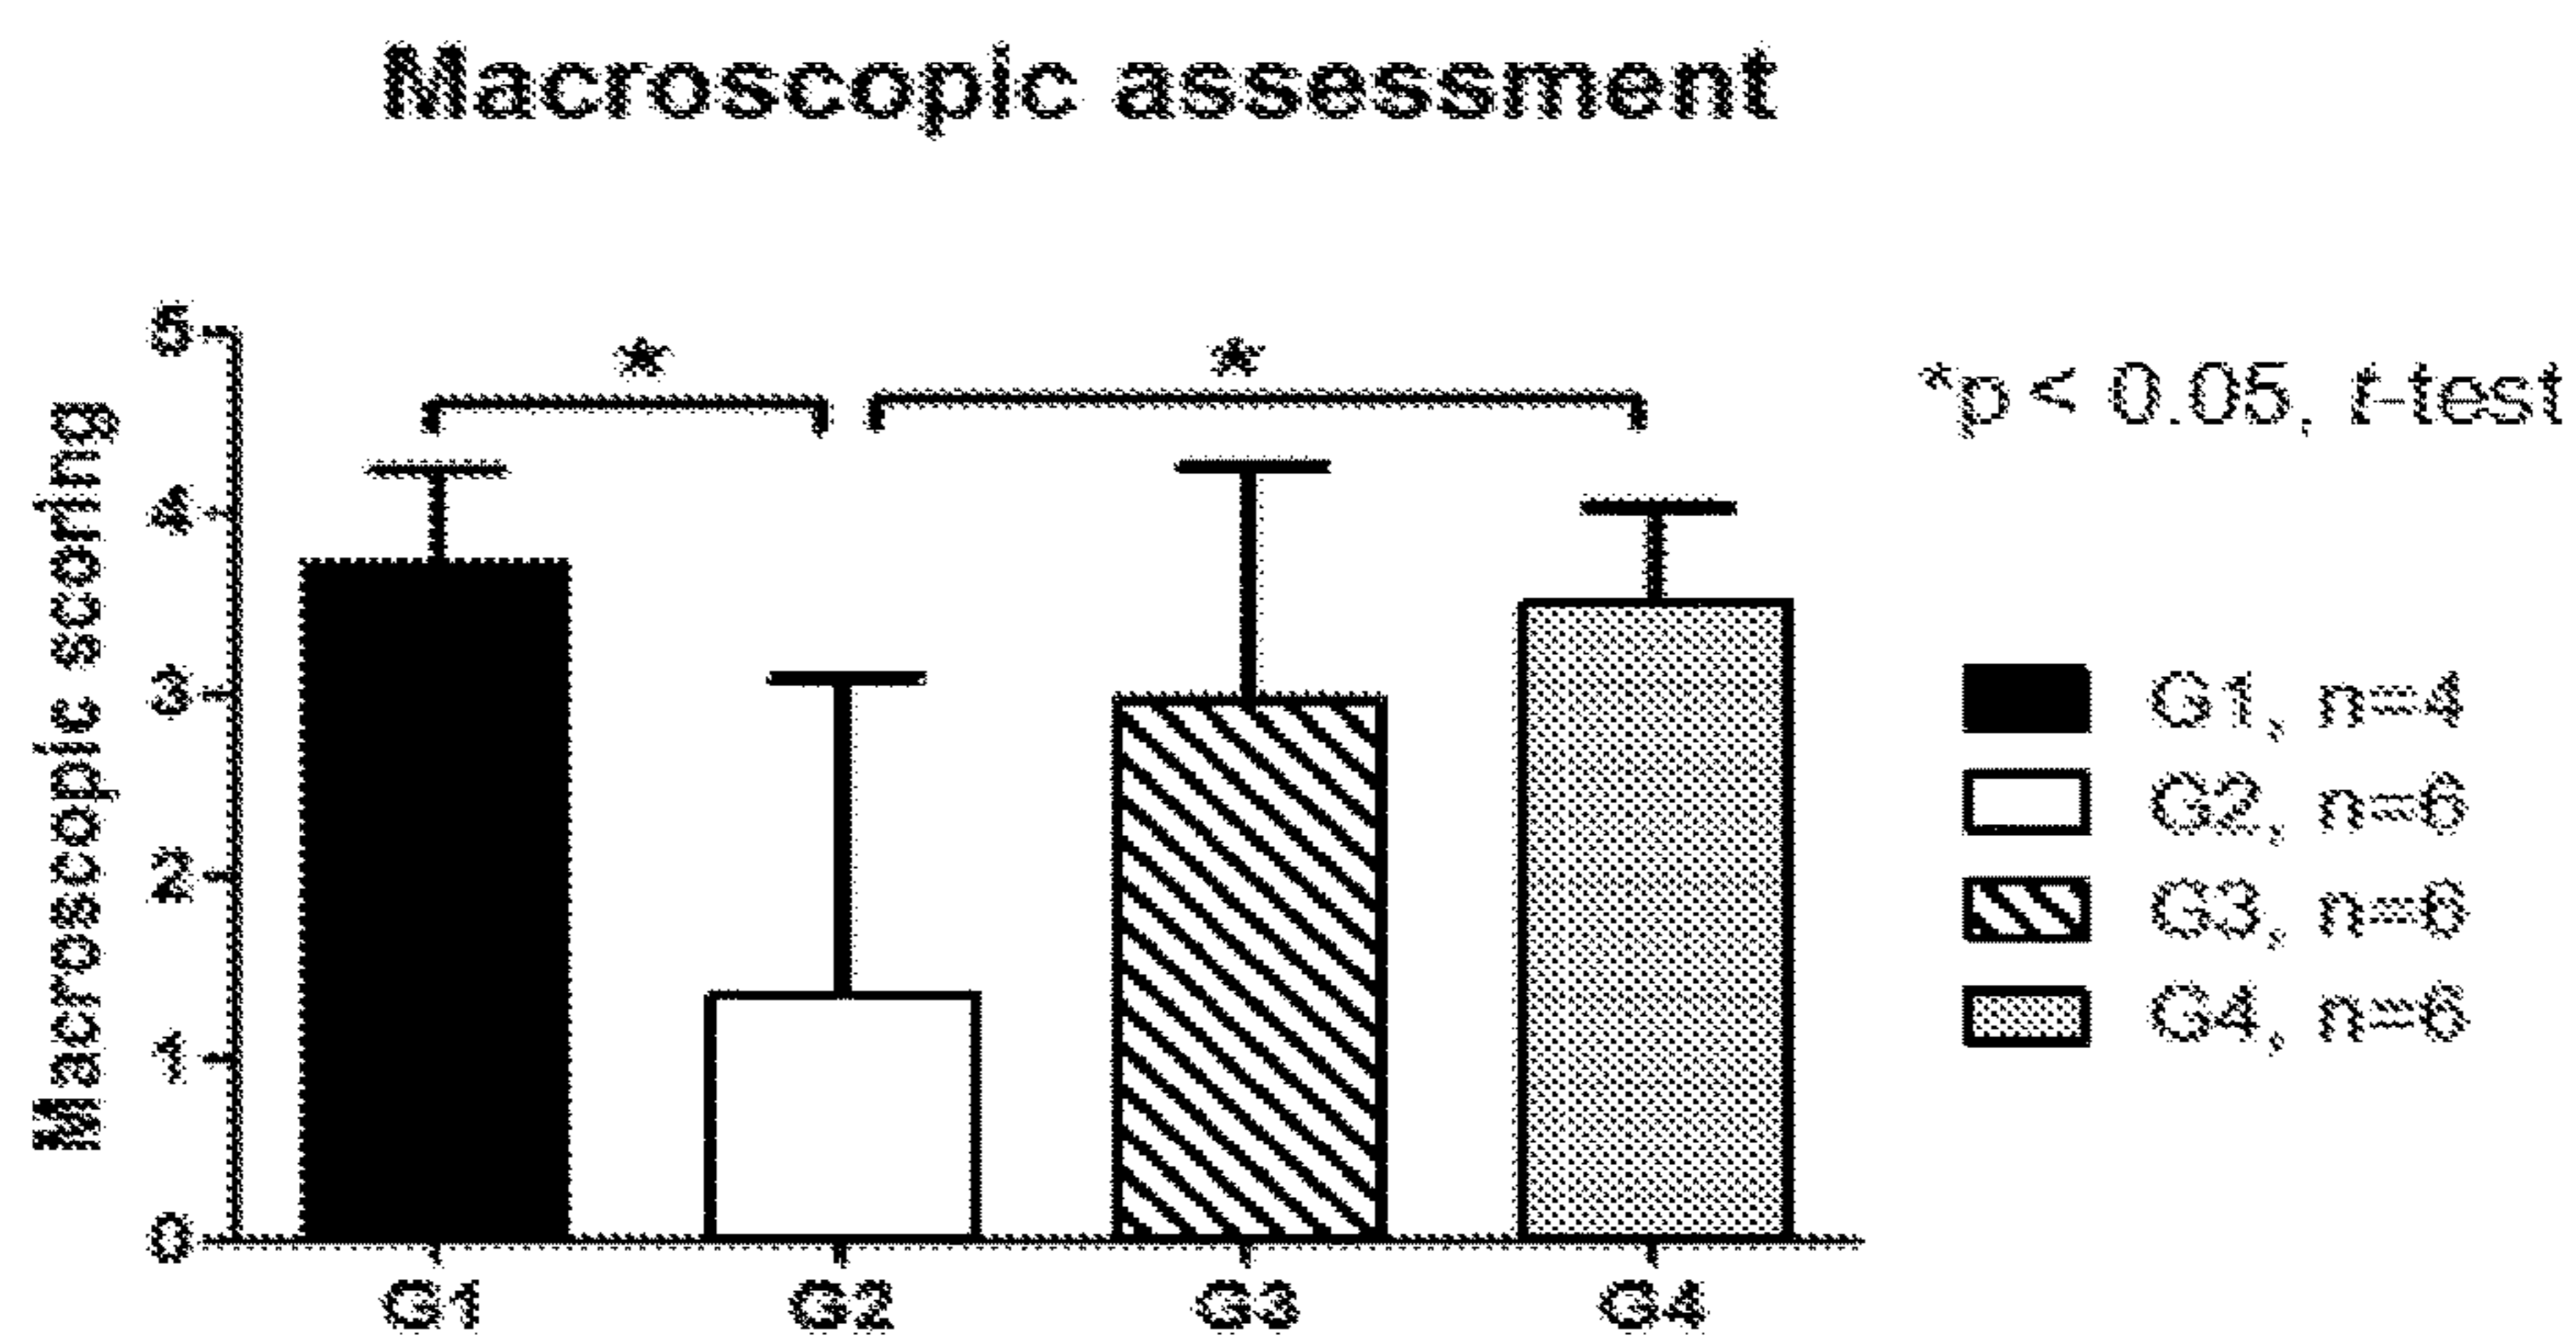 Macroscopic assessment
Macroscopic scoring
5
4
3
2
1
0
* *
*p < 0.05, t-test
G1, n=4
G2, n=6
G3, n=6
G4, n=6
G1 G2 G3 G4